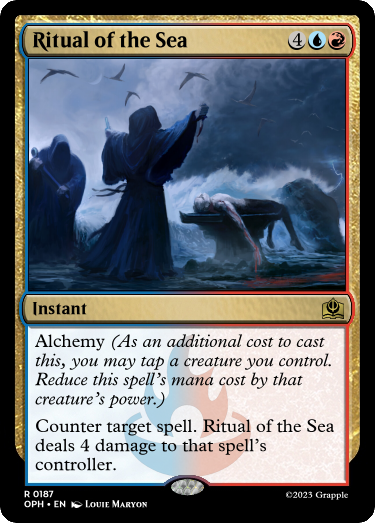 Ritual of the Sea 4
Instant
Alchemy (As an additional cost to cast
this, you may tap a creature you control.
Reduce this spell's mana cost by that
creature's power.)
Counter target spell. Ritual of the Sea
deals 4 damage to that spell's
controller.
R 0187
OPH • EN Louie Maryon
©2023 Grapple